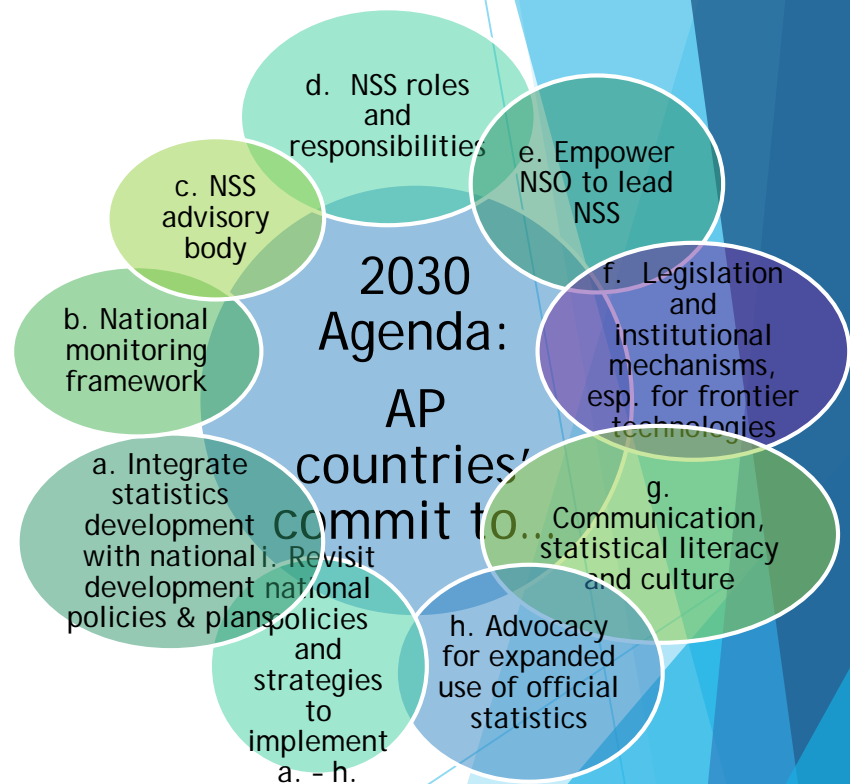 2030
Agenda:
AP
countries’
commit to…
a. Integrate
statistics
development
with national
development
policies & plans
b. National
monitoring
framework
c. NSS
advisory
body
d. NSS roles
and
responsibilities
e. Empower
NSO to lead
NSS
f. Legislation
and
institutional
mechanisms,
esp. for frontier
technologies
g.
Communication,
statistical literacy
and culture
h. Advocacy
for expanded
use of official
statistics
i. Revisit
national
policies
and
strategies
to
implement
a. – h.